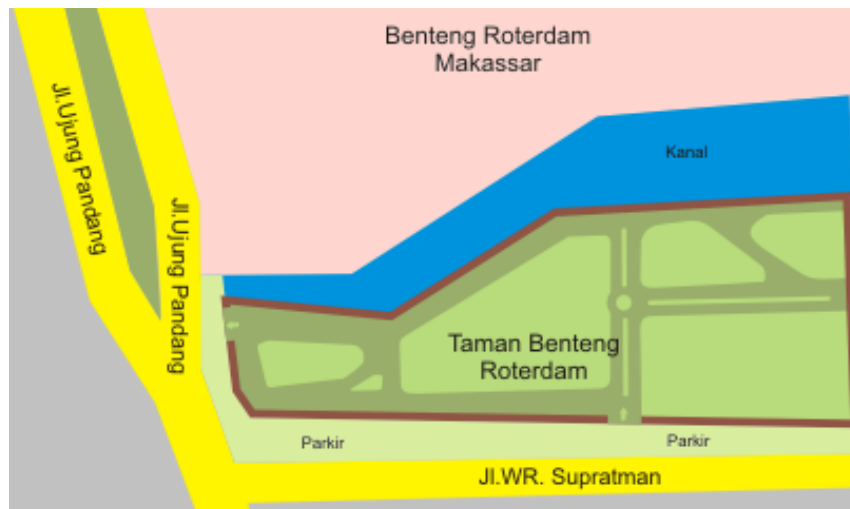 Benteng Roterdam
Makassar
Jl.Ujung Pandang
Kanal
Jl.Ujung Pandang
Taman Benteng
Roterdam
Parkir
Parkir
Jl.WR. Supratman